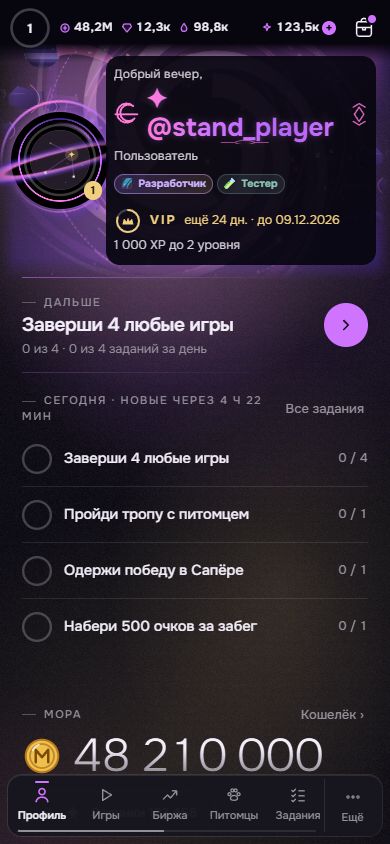 1 48,2М 12,3к 98,8к 123,5к +
Добрый вечер,
@stand_player
Пользователь
1
Разработчик Тестер
VIP ещё 24 дн. · до 09.12.2026
1 000 XP до 2 уровня
ДАЛЬШЕ
Заверши 4 любые игры
0 из 4 · 0 из 4 заданий за день
СЕГОДНЯ · НОВЫЕ ЧЕРЕЗ 4 Ч 22
МИН
Все задания
Заверши 4 любые игры 0 / 4
Пройди тропу с питомцем 0 / 1
Одержи победу в Сапёре 0 / 1
Набери 500 очков за забег 0 / 1
МОРА Кошелёк ›
M 48 210 000
Профиль Игры Биржа Питомцы Задания Ещё